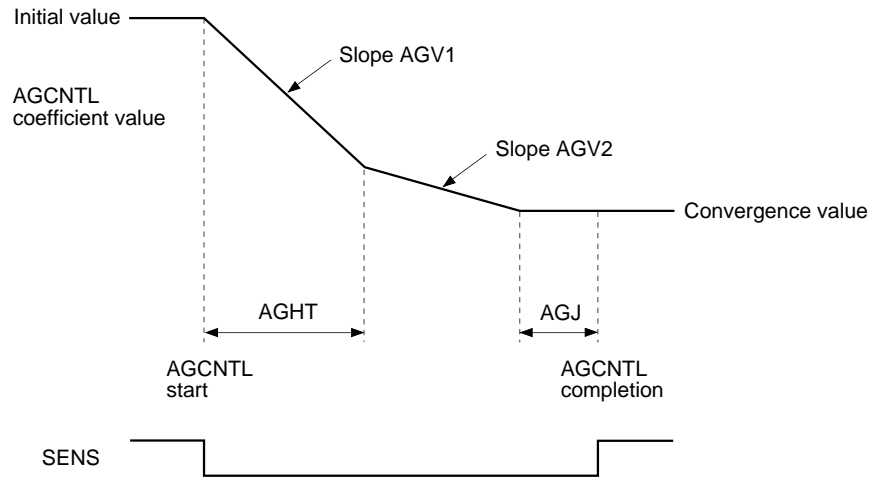 Initial value
Slope AGV1
AGCNTL
coefficient value
Slope AGV2
Convergence value
AGHT
AGJ
AGCNTL
start
AGCNTL
completion
SENS